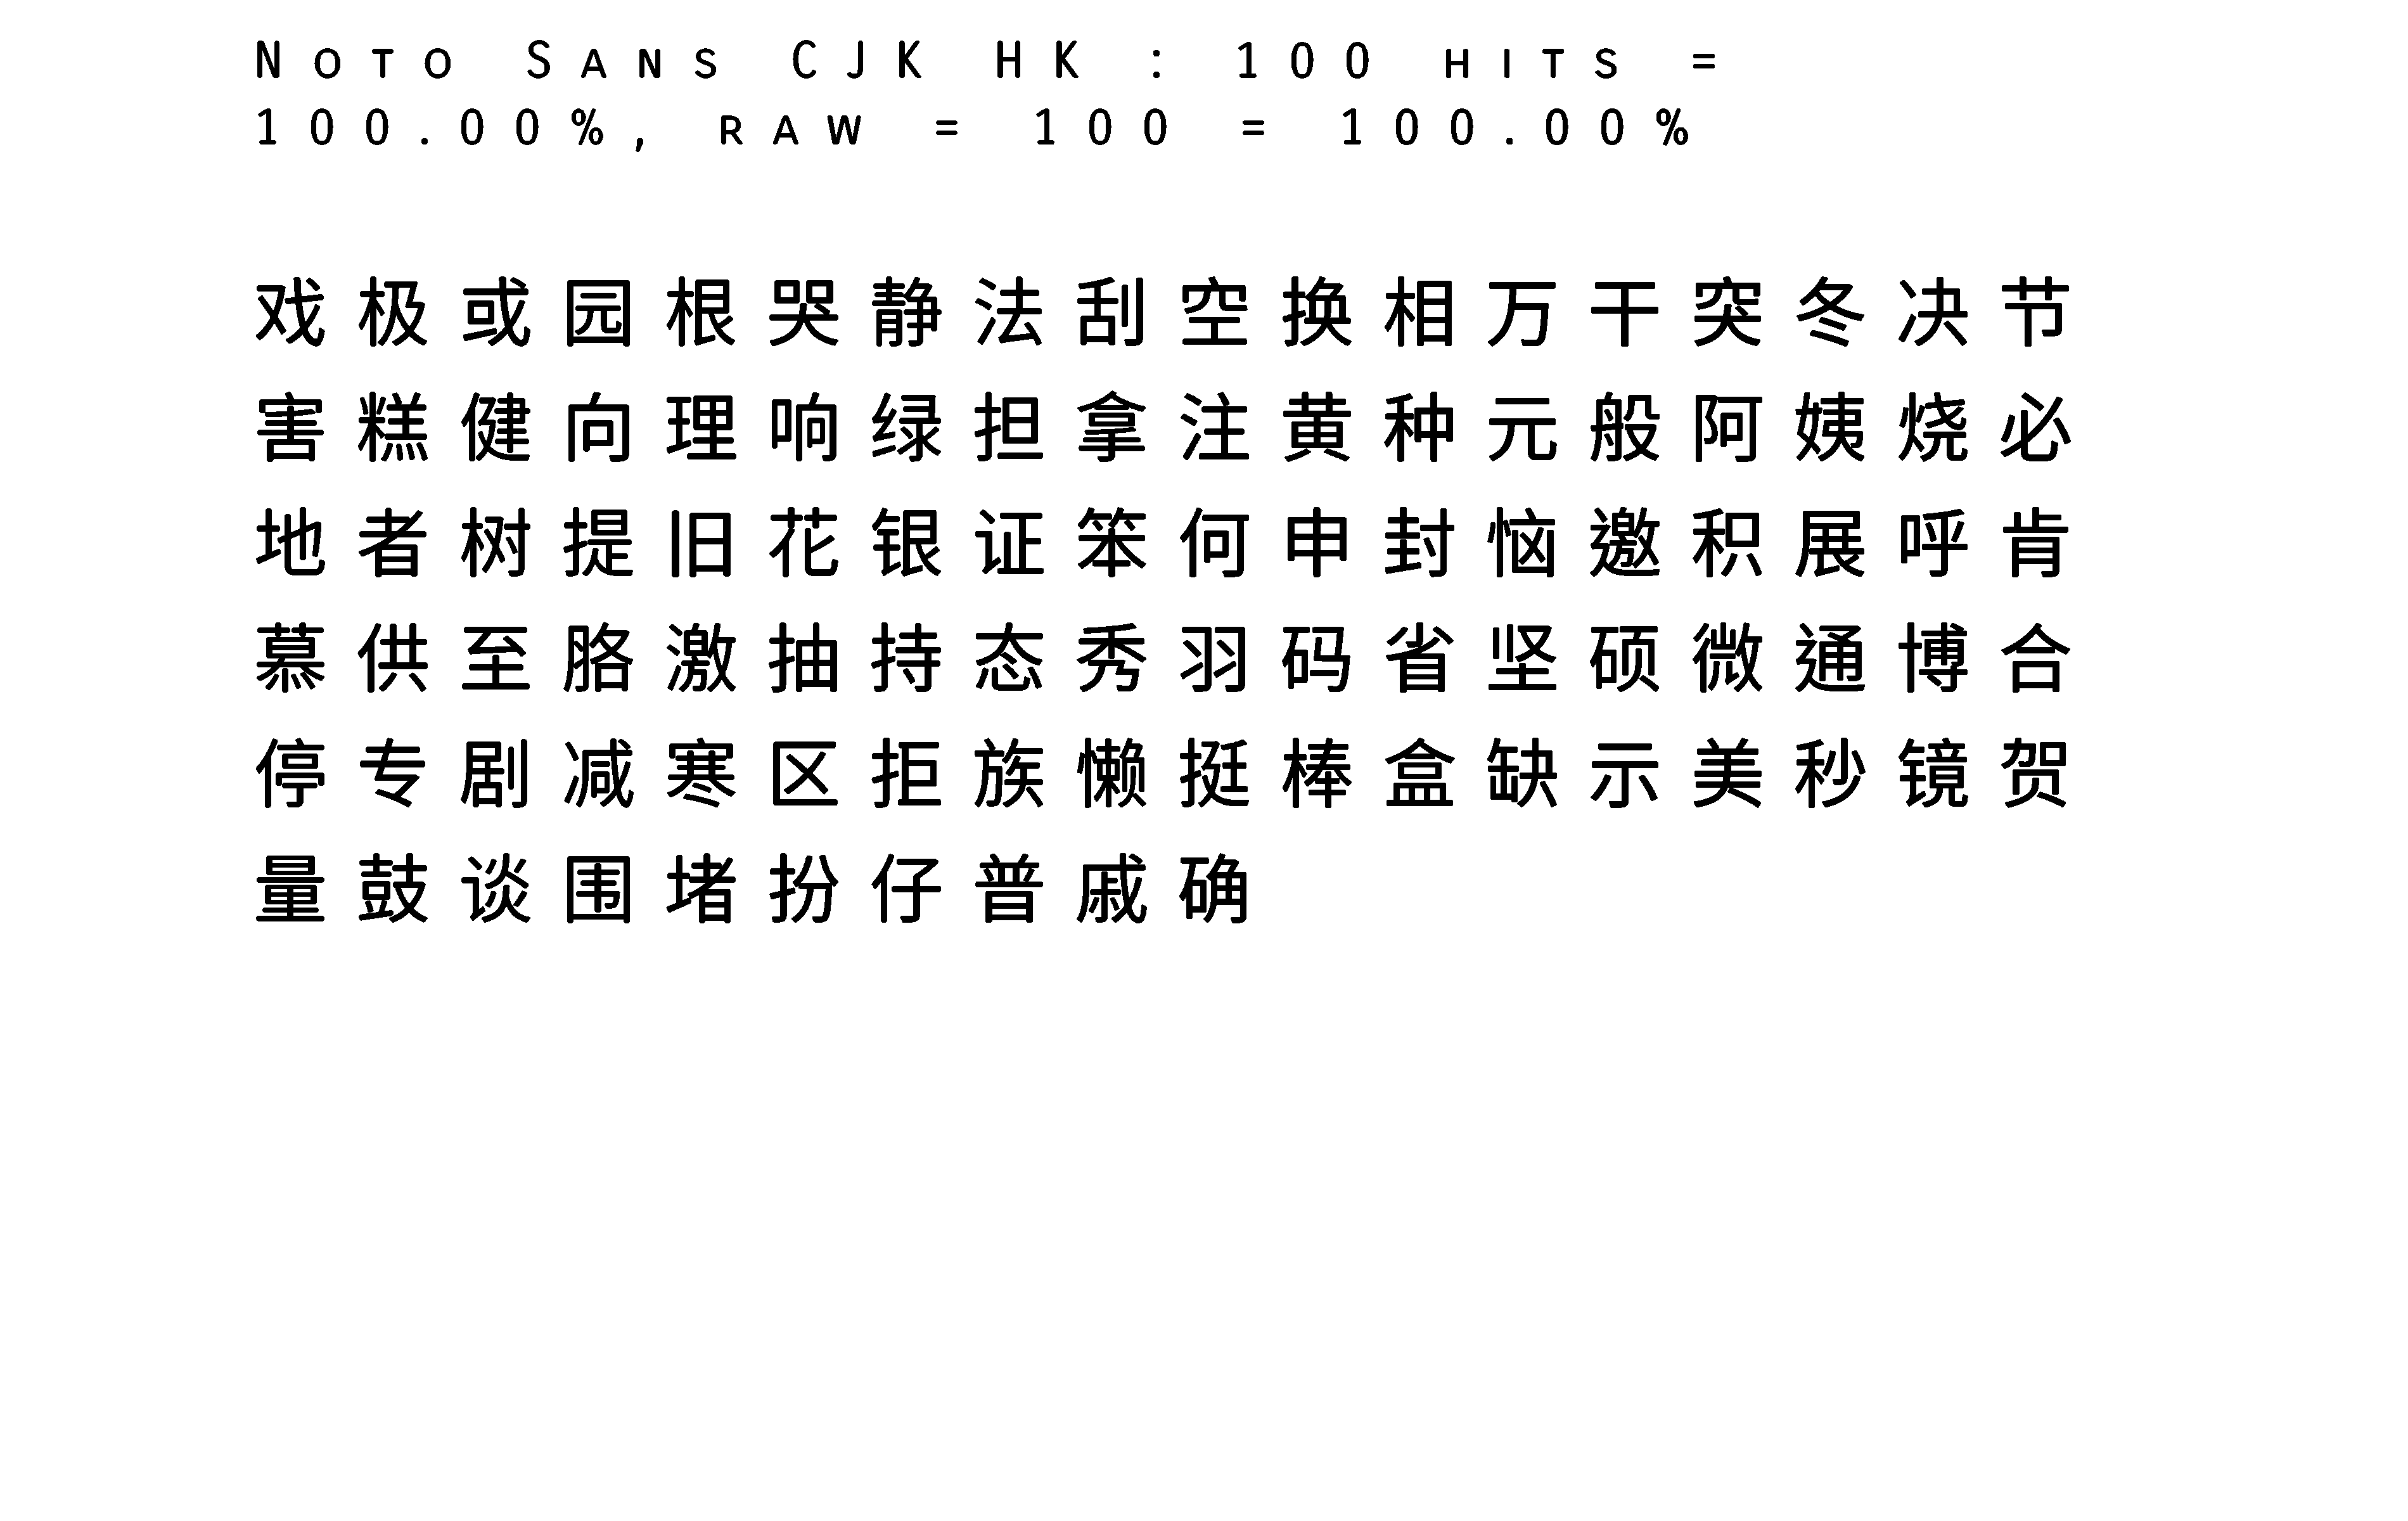 Noto Sans CJK HK : 100 hits =
100.00%, raw = 100 = 100.00%
戏极或园根哭静法刮空换相万干突冬决节
害糕健向理响绿担拿注黄种元般阿姨烧必
地者树提旧花银证笨何申封恼邀积展呼肯
慕供至胳激抽持态秀羽码省坚硕微通博合
停专剧减寒区拒族懒挺棒盒缺示美秒镜贺
量鼓谈围堵扮仔普戚确